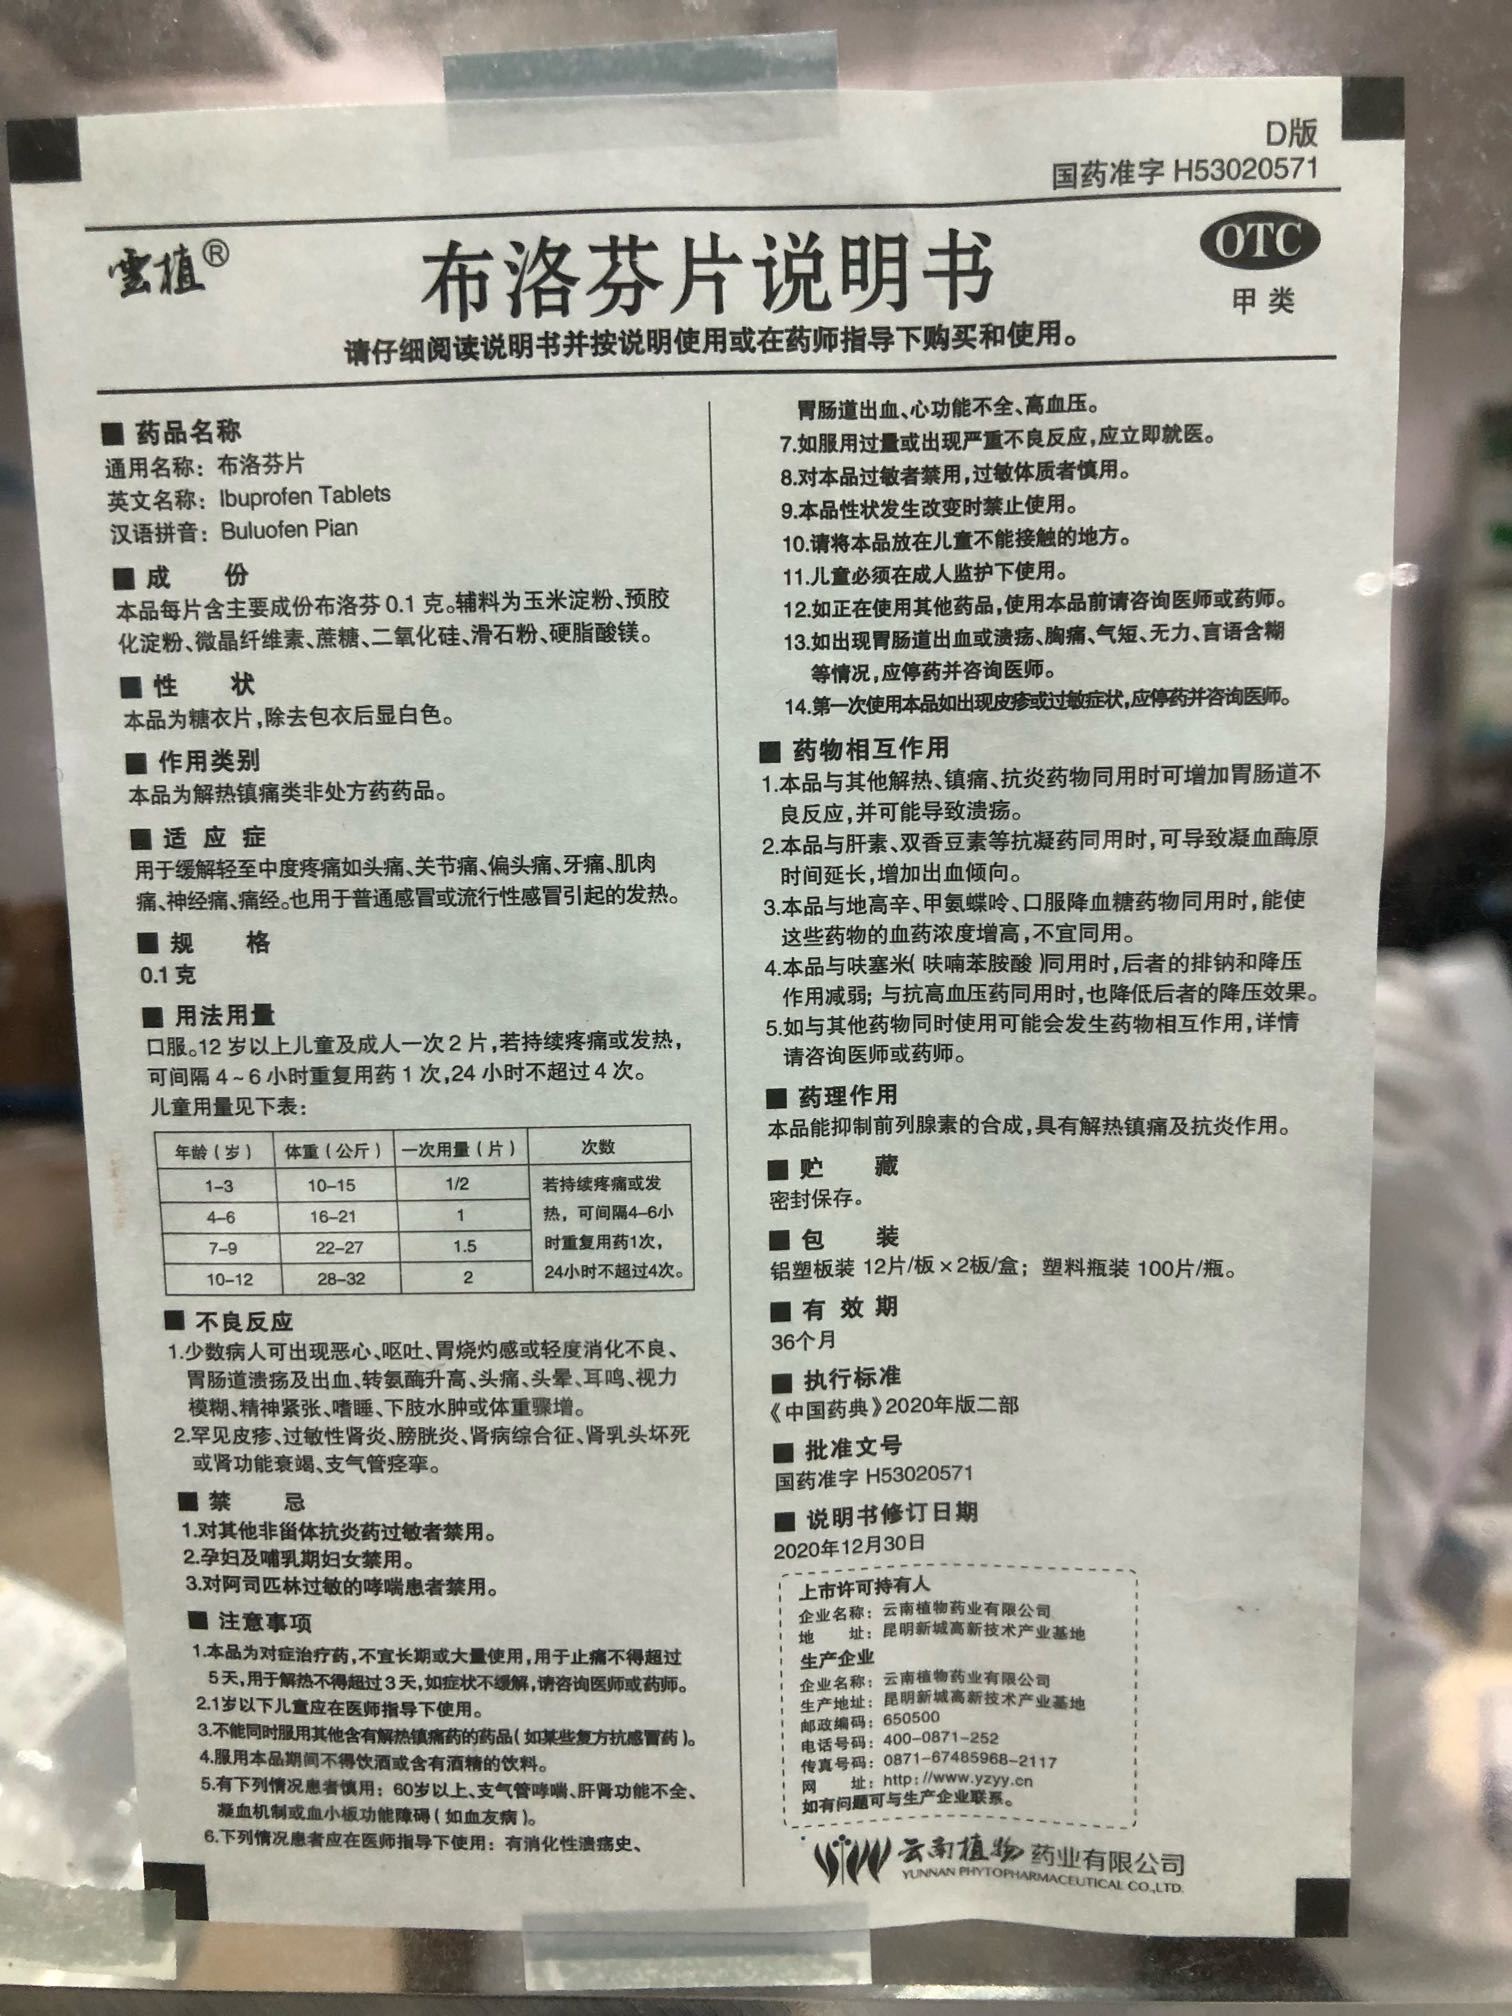 D版
国药准字 H53020571
雲植®
布洛芬片说明书
OTC
甲类
请仔细阅读说明书并按说明使用或在药师指导下购买和使用。
■ 药品名称
通用名称：布洛芬片
英文名称：Ibuprofen Tablets
汉语拼音：Buluofen Pian
■ 成 份
本品每片含主要成份布洛芬0.1克。辅料为玉米淀粉、预胶
化淀粉、微晶纤维素、蔗糖、二氧化硅、滑石粉、硬脂酸镁。
■ 性 状
本品为糖衣片，除去包衣后显白色。
■ 作用类别
本品为解热镇痛类非处方药药品。
■ 适应症
用于缓解轻至中度疼痛如头痛、关节痛、偏头痛、牙痛、肌肉
痛、神经痛、痛经。也用于普通感冒或流行性感冒引起的发热。
■ 规 格
0.1克
■ 用法用量
口服。12岁以上儿童及成人一次2片，若持续疼痛或发热，
可间隔4~6小时重复用药1次，24小时不超过4次。
儿童用量见下表：
年龄（岁） 体重（公斤） 一次用量（片） 次数
1–3 10–15 1/2 若持续疼痛或发
4–6 16–21 1 热，可间隔4–6小
7–9 22–27 1.5 时重复用药1次，
10–12 28–32 2 24小时不超过4次。
■ 不良反应
1.少数病人可出现恶心、呕吐、胃烧灼感或轻度消化不良、
胃肠道溃疡及出血、转氨酶升高、头痛、头晕、耳鸣、视力
模糊、精神紧张、嗜睡、下肢水肿或体重骤增。
2.罕见皮疹、过敏性肾炎、膀胱炎、肾病综合征、肾乳头坏死
或肾功能衰竭、支气管痉挛。
■ 禁 忌
1.对其他非甾体抗炎药过敏者禁用。
2.孕妇及哺乳期妇女禁用。
3.对阿司匹林过敏的哮喘患者禁用。
■ 注意事项
1.本品为对症治疗药，不宜长期或大量使用，用于止痛不得超过
5天，用于解热不得超过3天，如症状不缓解，请咨询医师或药师。
2.1岁以下儿童应在医师指导下使用。
3.不能同时服用其他含有解热镇痛药的药品（如某些复方抗感冒药）。
4.服用本品期间不得饮酒或含有酒精的饮料。
5.有下列情况患者慎用：60岁以上、支气管哮喘、肝肾功能不全、
凝血机制或血小板功能障碍（如血友病）。
6.下列情况患者应在医师指导下使用：有消化性溃疡史、
胃肠道出血、心功能不全、高血压。
7.如服用过量或出现严重不良反应，应立即就医。
8.对本品过敏者禁用，过敏体质者慎用。
9.本品性状发生改变时禁止使用。
10.请将本品放在儿童不能接触的地方。
11.儿童必须在成人监护下使用。
12.如正在使用其他药品，使用本品前请咨询医师或药师。
13.如出现胃肠道出血或溃疡、胸痛、气短、无力、言语含糊
等情况，应停药并咨询医师。
14.第一次使用本品如出现皮疹或过敏症状，应停药并咨询医师。
■ 药物相互作用
1.本品与其他解热、镇痛、抗炎药物同用时可增加胃肠道不
良反应，并可能导致溃疡。
2.本品与肝素、双香豆素等抗凝药同用时，可导致凝血酶原
时间延长，增加出血倾向。
3.本品与地高辛、甲氨蝶呤、口服降血糖药物同用时，能使
这些药物的血药浓度增高，不宜同用。
4.本品与呋塞米（呋喃苯胺酸）同用时，后者的排钠和降压
作用减弱；与抗高血压药同用时，也降低后者的降压效果。
5.如与其他药物同时使用可能会发生药物相互作用，详情
请咨询医师或药师。
■ 药理作用
本品能抑制前列腺素的合成，具有解热镇痛及抗炎作用。
■ 贮 藏
密封保存。
■ 包 装
铝塑板装 12片/板×2板/盒；塑料瓶装 100片/瓶。
■ 有效期
36个月
■ 执行标准
《中国药典》2020年版二部
■ 批准文号
国药准字 H53020571
■ 说明书修订日期
2020年12月30日
上市许可持有人
企业名称：云南植物药业有限公司
地 址：昆明新城高新技术产业基地
生产企业
企业名称：云南植物药业有限公司
生产地址：昆明新城高新技术产业基地
邮政编码：650500
电话号码：400-0871-252
传真号码：0871-67485968-2117
网 址：http://www.yzyy.cn
如有问题可与生产企业联系。
云南植物药业有限公司
YUNNAN PHYTOPHARMACEUTICAL CO.,LTD.